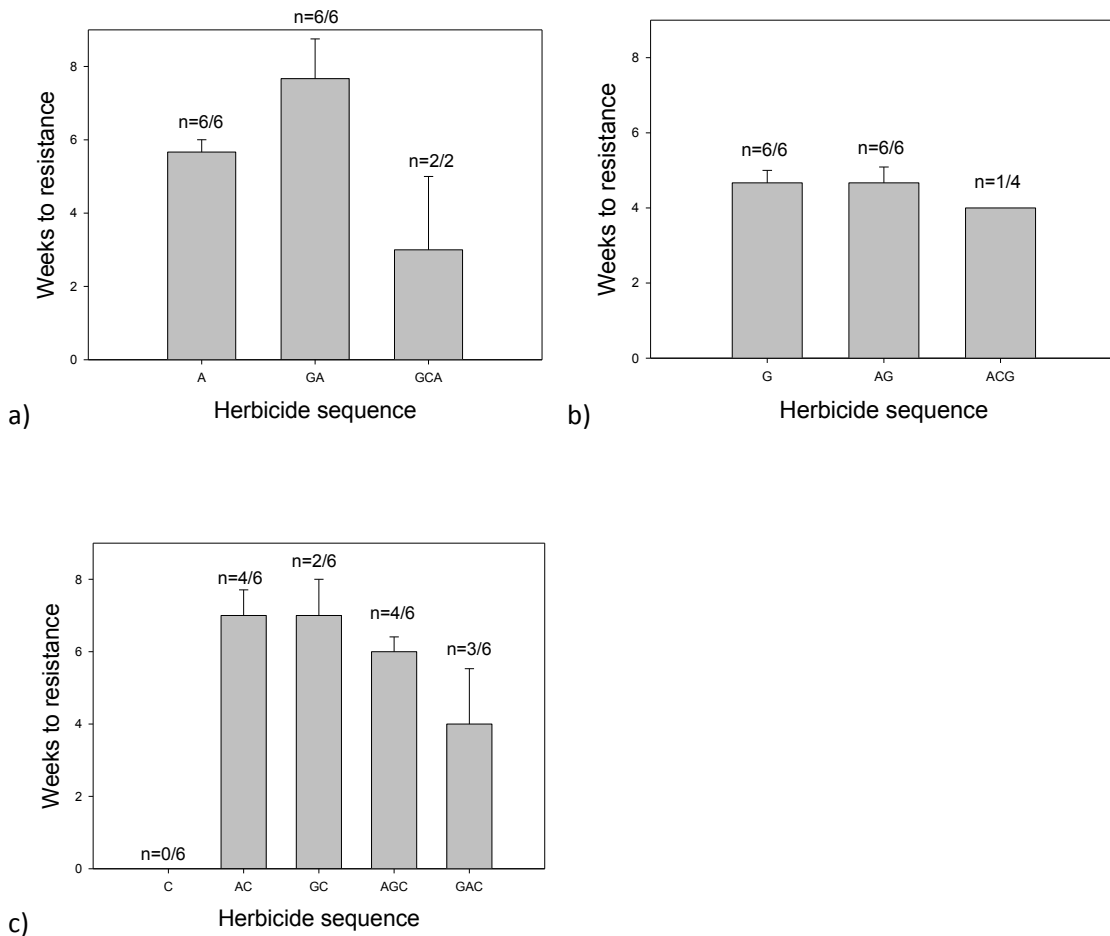 n=6/6
n=6/6
n=2/2
Weeks to resistance
8
6
4
2
0
A GA GCA
Herbicide sequence
a)
n=6/6 n=6/6
n=1/4
Weeks to resistance
8
6
4
2
0
G AG ACG
Herbicide sequence
b)
n=0/6
n=4/6
n=2/6
n=4/6
n=3/6
Weeks to resistance
8
6
4
2
0
C AC GC AGC GAC
Herbicide sequence
c)